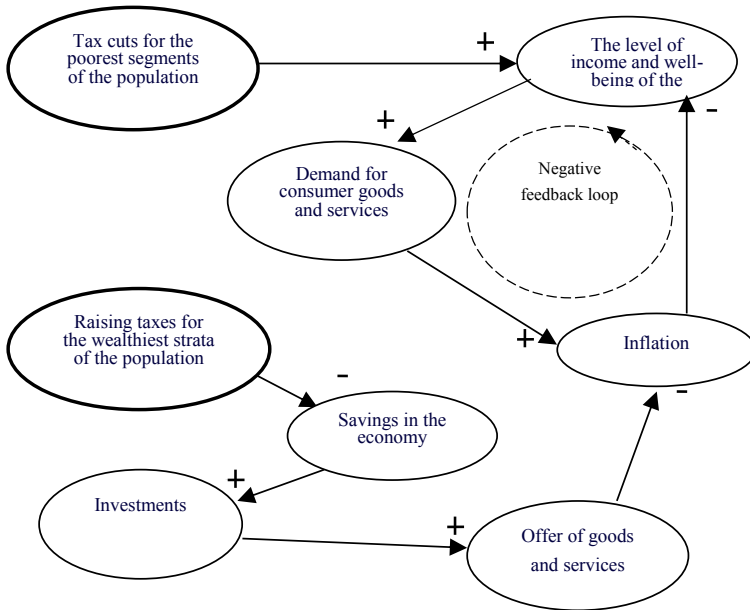 Tax cuts for the
poorest segments
of the population
+
The level of
income and well-
being of the
-
+
Demand for
consumer goods
and services
Negative
feedback loop
Raising taxes for
the wealthiest strata
of the population
-
+
Inflation
-
Savings in the
economy
+
Investments
+
Offer of goods
and services